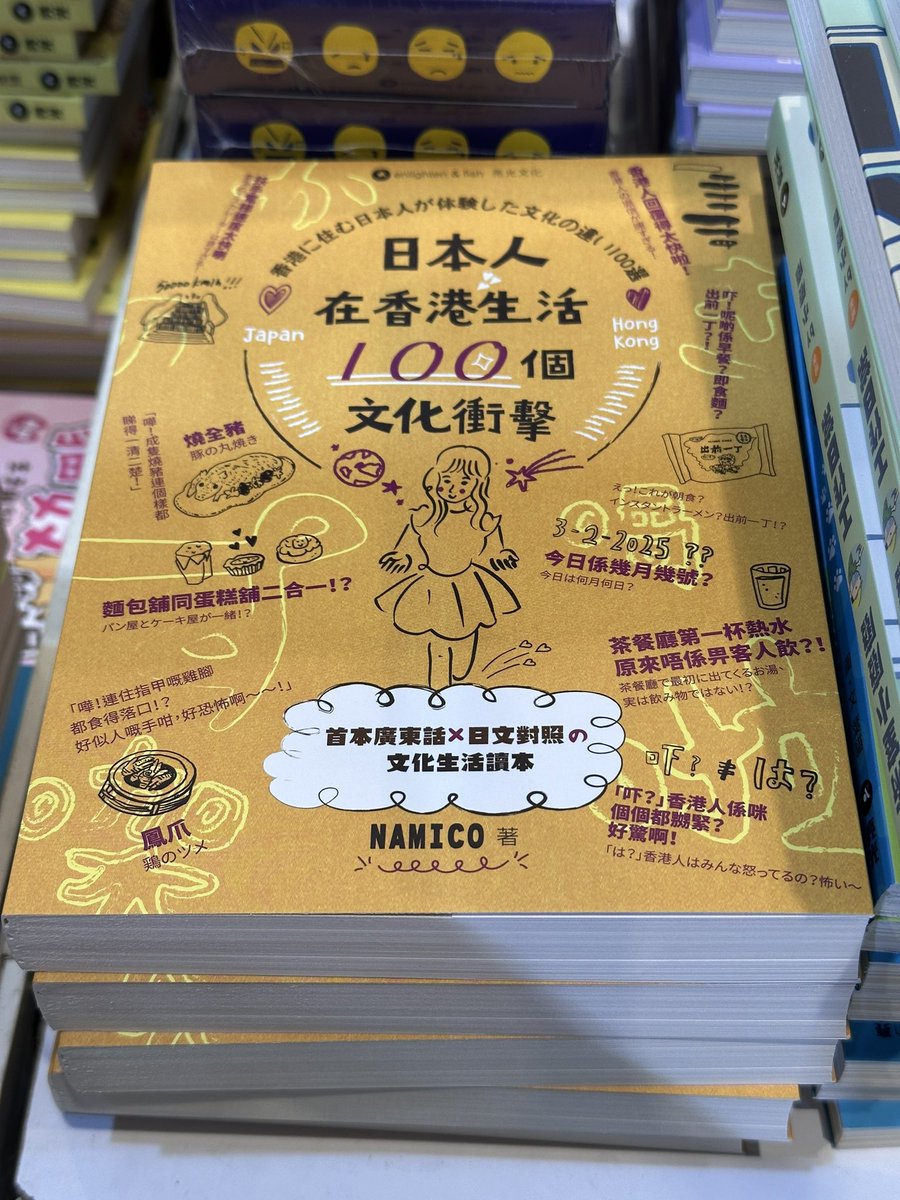 enlighten & fish 亮光文化
香港に住む日本人が体験した文化の違い100選
日本人
在香港生活
100個
文化衝擊
Japan
Hong
Kong
50000 km/h!!!
香港人回覆得太快啦！
吓！呢啲係早餐？即食麵？
出前一丁？！
出前一丁
えっ！これが朝食？
インスタントラーメン？出前一丁！？
「嘩！成隻燒豬連個樣都
睇得一清二楚！」
燒全豬
豚の丸焼き
3-2-2025 ??
今日係幾月幾號？
今日は何月何日？
麵包舖同蛋糕舖二合一！？
パン屋とケーキ屋が一緒！？
茶餐廳第一杯熱水
原來唔係畀客人飲？！
茶餐廳で最初に出てくるお湯、
実は飲み物ではない！？
「嘩！連住指甲嘅雞腳
都食得落口！？
好似人嘅手咁，好恐怖啊～～！」
鳳爪
鶏のツメ
首本廣東話×日文對照の
文化生活讀本
吓？≠は？
「吓？」香港人係咪
個個都嬲緊？
好驚啊！
「は？」香港人はみんな怒ってるの？怖い～
NAMICO 著